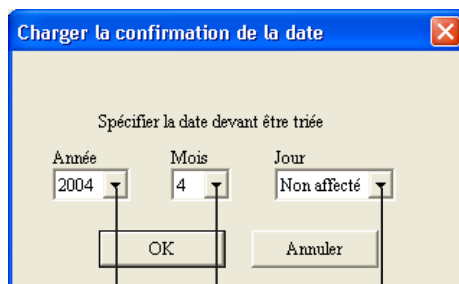 Charger la confirmation de la date
Spécifier la date devant être triée
Année Mois Jour
2004 4 Non affecté
OK Annuler